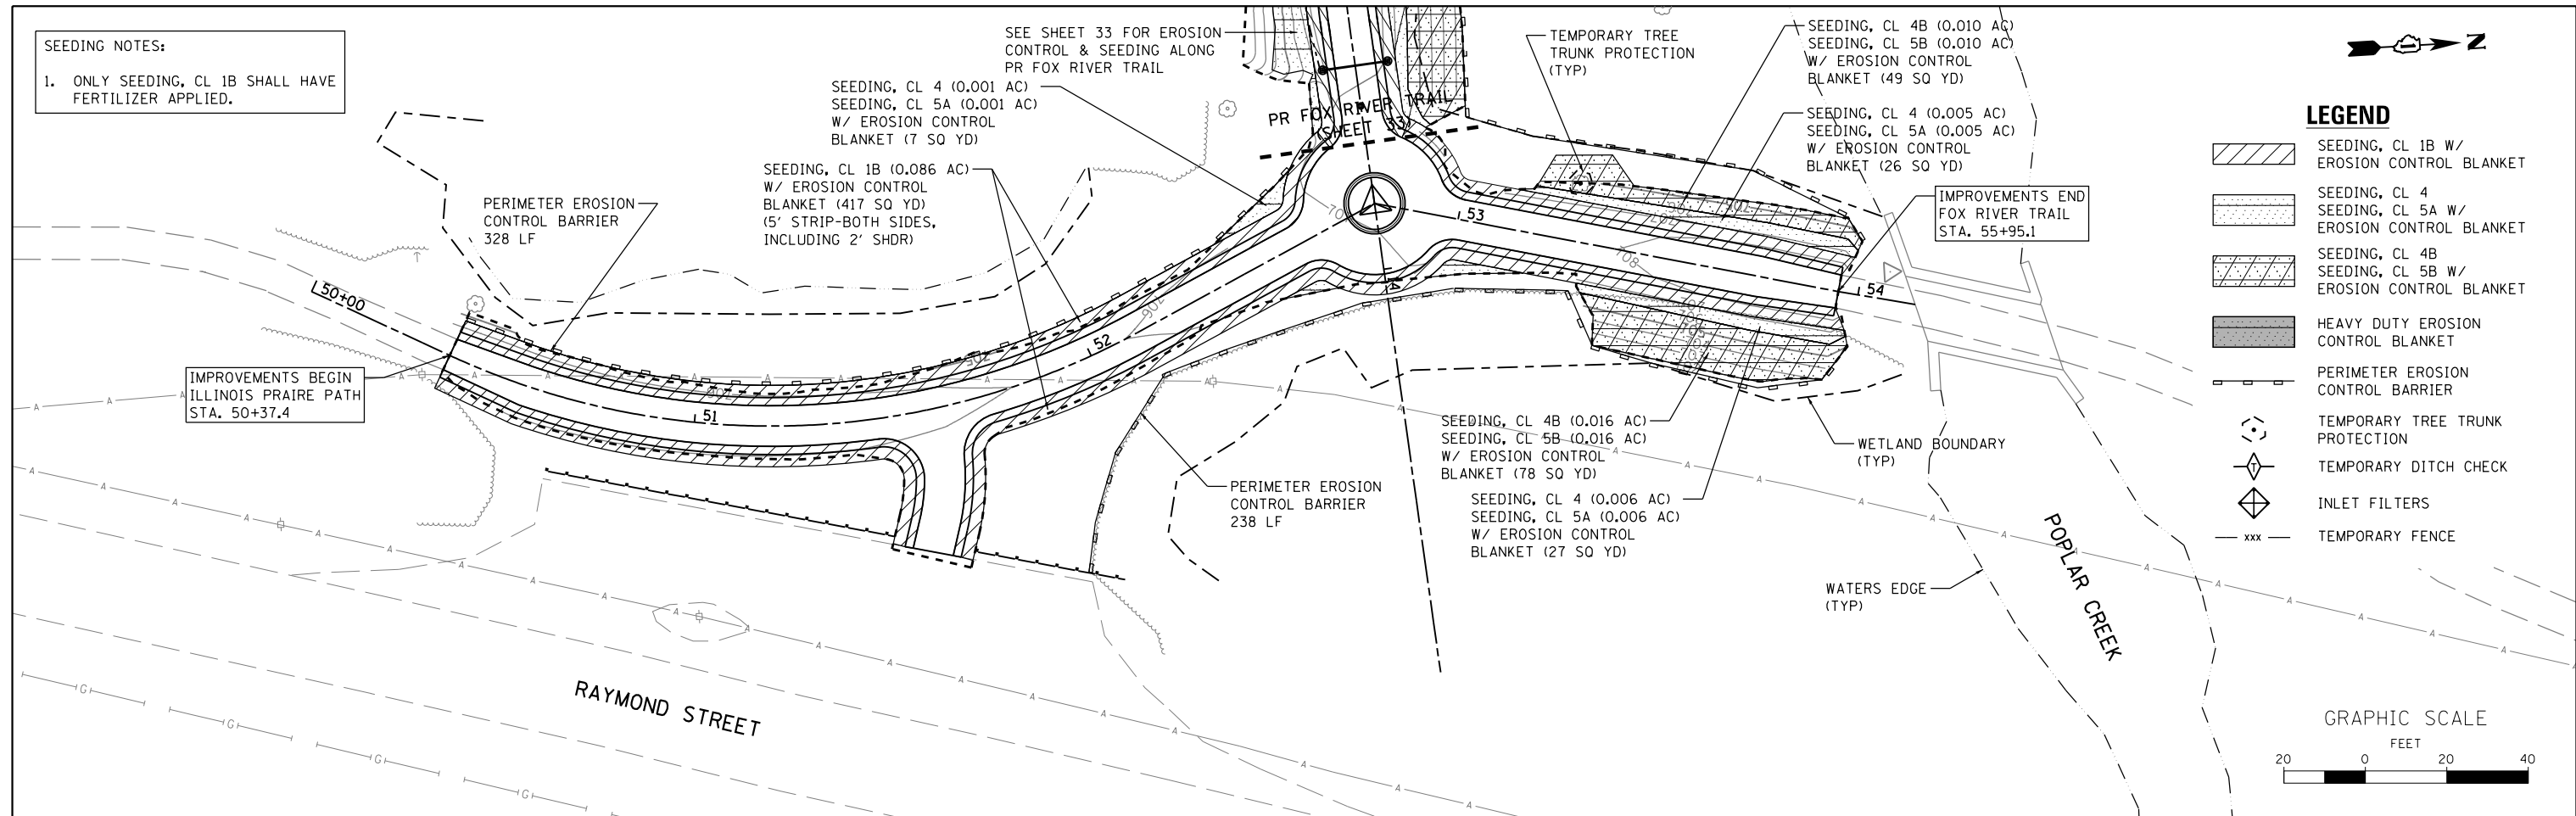 SEEDING NOTES:
1. ONLY SEEDING, CL 1B SHALL HAVE
FERTILIZER APPLIED.
SEE SHEET 33 FOR EROSION
CONTROL & SEEDING ALONG
PR FOX RIVER TRAIL
SEEDING, CL 4 (0.001 AC)
SEEDING, CL 5A (0.001 AC)
W/ EROSION CONTROL
BLANKET (7 SQ YD)
SEEDING, CL 1B (0.086 AC)
W/ EROSION CONTROL
BLANKET (417 SQ YD)
(5' STRIP-BOTH SIDES,
INCLUDING 2' SHDR)
PERIMETER EROSION
CONTROL BARRIER
328 LF
PR FOX RIVER TRAIL
(SHEET 33)
TEMPORARY TREE
TRUNK PROTECTION
(TYP)
SEEDING, CL 4B (0.010 AC)
SEEDING, CL 5B (0.010 AC)
W/ EROSION CONTROL
BLANKET (49 SQ YD)
SEEDING, CL 4 (0.005 AC)
SEEDING, CL 5A (0.005 AC)
W/ EROSION CONTROL
BLANKET (26 SQ YD)
IMPROVEMENTS END
FOX RIVER TRAIL
STA. 55+95.1
50+00
51
52
53
54
708
IMPROVEMENTS BEGIN
ILLINOIS PRAIRE PATH
STA. 50+37.4
PERIMETER EROSION
CONTROL BARRIER
238 LF
SEEDING, CL 4B (0.016 AC)
SEEDING, CL 5B (0.016 AC)
W/ EROSION CONTROL
BLANKET (78 SQ YD)
SEEDING, CL 4 (0.006 AC)
SEEDING, CL 5A (0.006 AC)
W/ EROSION CONTROL
BLANKET (27 SQ YD)
WETLAND BOUNDARY
(TYP)
WATERS EDGE
(TYP)
POPLAR CREEK
RAYMOND STREET
N
LEGEND
SEEDING, CL 1B W/
EROSION CONTROL BLANKET
SEEDING, CL 4
SEEDING, CL 5A W/
EROSION CONTROL BLANKET
SEEDING, CL 4B
SEEDING, CL 5B W/
EROSION CONTROL BLANKET
HEAVY DUTY EROSION
CONTROL BLANKET
PERIMETER EROSION
CONTROL BARRIER
TEMPORARY TREE TRUNK
PROTECTION
T
TEMPORARY DITCH CHECK
INLET FILTERS
xxx
TEMPORARY FENCE
GRAPHIC SCALE
FEET
20 0 20 40